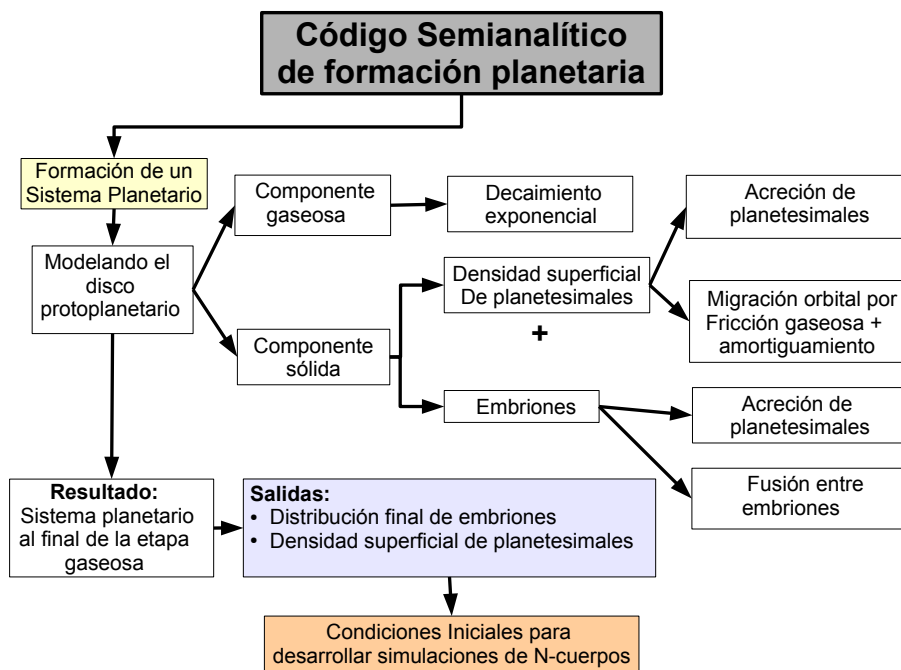 Código Semianalítico
de formación planetaria
Formación de un
Sistema Planetario
Componente
gaseosa
Decaimiento
exponencial
Acreción de
planetesimales
Modelando el
disco
protoplanetario
Densidad superficial
De planetesimales
+
Migración orbital por
Fricción gaseosa +
amortiguamiento
Componente
sólida
Embriones
Acreción de
planetesimales
Fusión entre
embriones
Resultado:
Sistema planetario
al final de la etapa
gaseosa
Salidas:
• Distribución final de embriones
• Densidad superficial de planetesimales
Condiciones Iniciales para
desarrollar simulaciones de N-cuerpos